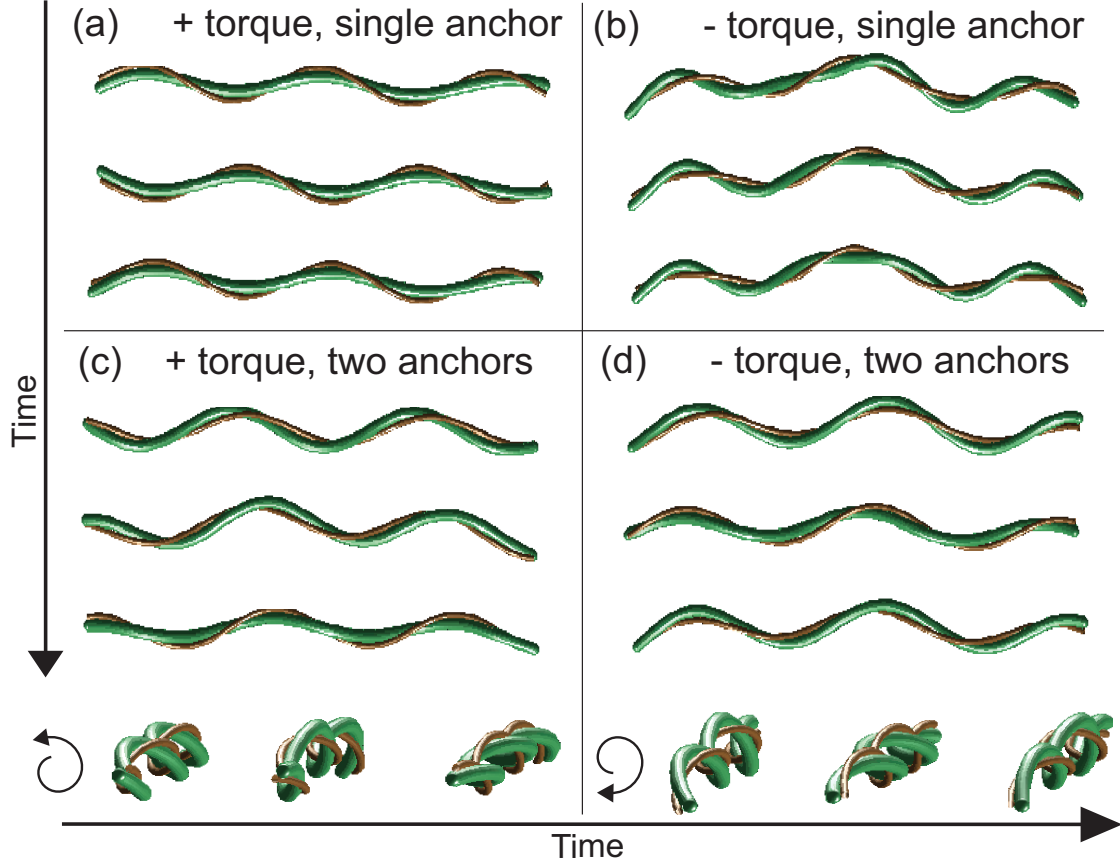 (a) + torque, single anchor
(b) - torque, single anchor
(c) + torque, two anchors
(d) - torque, two anchors
Time
Time